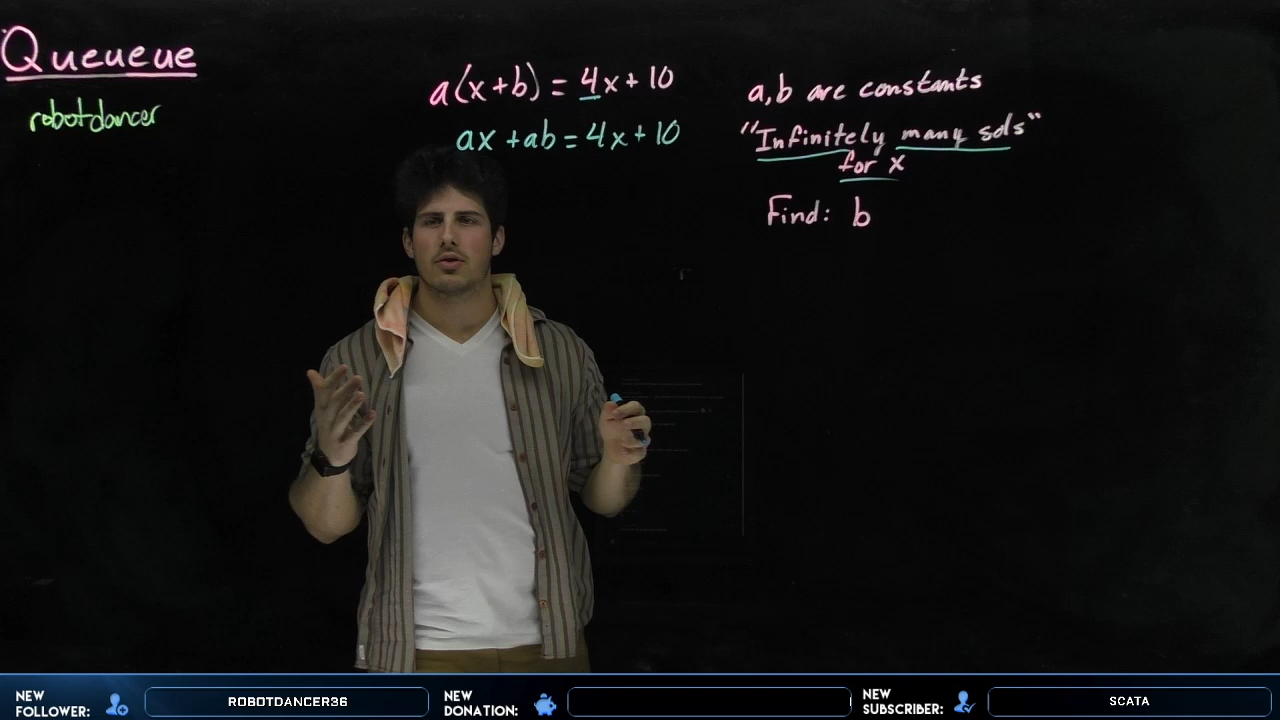 Queueue
robotdancer
a(x+b) = 4x+10
ax +ab = 4x+10
a,b are constants
"Infinitely many sols"
for x
Find: b
NEW FOLLOWER:
ROBOTDANCER36
NEW DONATION:
NEW SUBSCRIBER:
SCATA